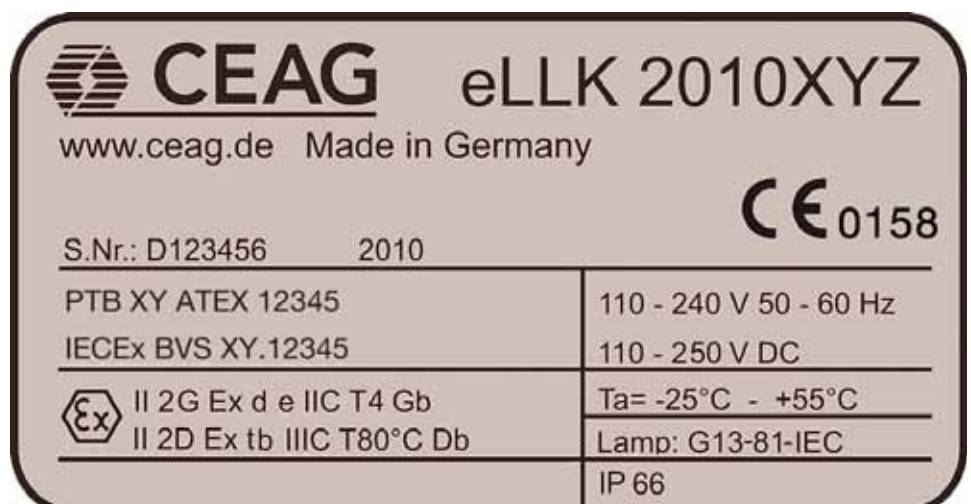 CEAG eLLK 2010XYZ
www.ceag.de Made in Germany
CE 0158
S.Nr.: D123456 2010
PTB XY ATEX 12345
IECEx BVS XY.12345
110 - 240 V 50 - 60 Hz
110 - 250 V DC
Ex II 2G Ex d e IIC T4 Gb
II 2D Ex tb IIIC T80°C Db
Ta= -25°C - +55°C
Lamp: G13-81-IEC
IP 66